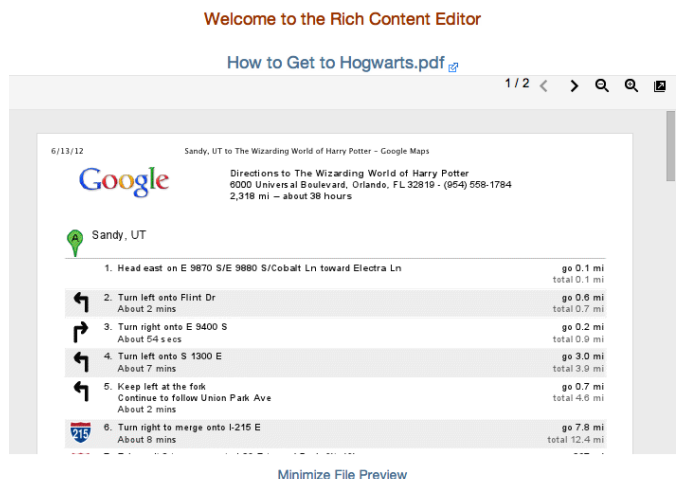 Welcome to the Rich Content Editor
How to Get to Hogwarts.pdf
1 / 2
6/13/12 Sandy, UT to The Wizarding World of Harry Potter - Google Maps
Google
Directions to The Wizarding World of Harry Potter
6000 Universal Boulevard, Orlando, FL 32819 - (954) 558-1784
2,318 mi – about 38 hours
A Sandy, UT
1. Head east on E 9870 S/E 9880 S/Cobalt Ln toward Electra Ln go 0.1 mi
total 0.1 mi
2. Turn left onto Flint Dr go 0.6 mi
About 2 mins total 0.7 mi
3. Turn right onto E 9400 S go 0.2 mi
About 54 secs total 0.9 mi
4. Turn left onto S 1300 E go 3.0 mi
About 7 mins total 3.9 mi
5. Keep left at the fork go 0.7 mi
Continue to follow Union Park Ave total 4.6 mi
About 2 mins
215 6. Turn right to merge onto I-215 E go 7.8 mi
About 8 mins total 12.4 mi
Minimize File Preview